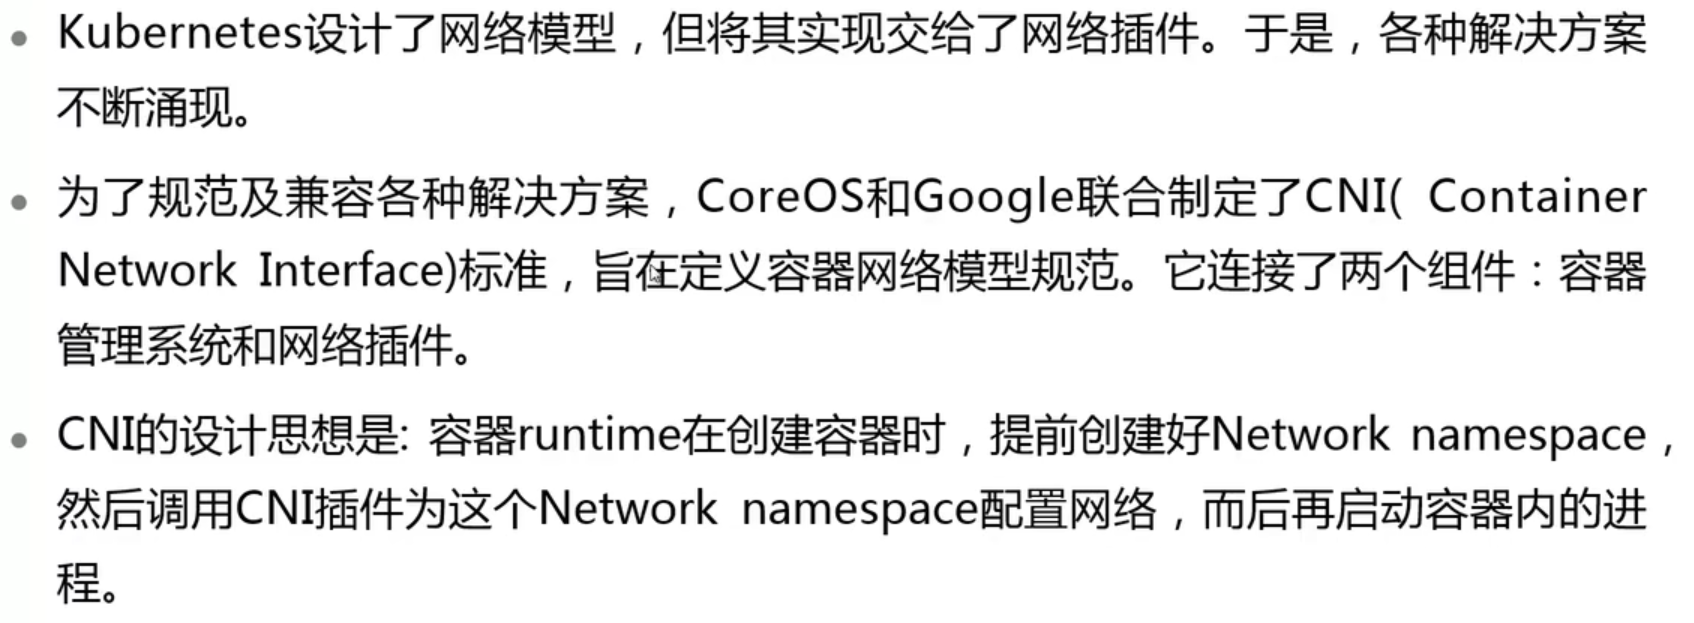 Kubernetes设计了网络模型，但将其实现交给了网络插件。于是，各种解决方案
不断涌现。
为了规范及兼容各种解决方案，CoreOS和Google联合制定了CNI( Container
Network Interface)标准，旨在定义容器网络模型规范。它连接了两个组件：容器
管理系统和网络插件。
CNI的设计思想是: 容器runtime在创建容器时，提前创建好Network namespace，
然后调用CNI插件为这个Network namespace配置网络，而后再启动容器内的进
程。